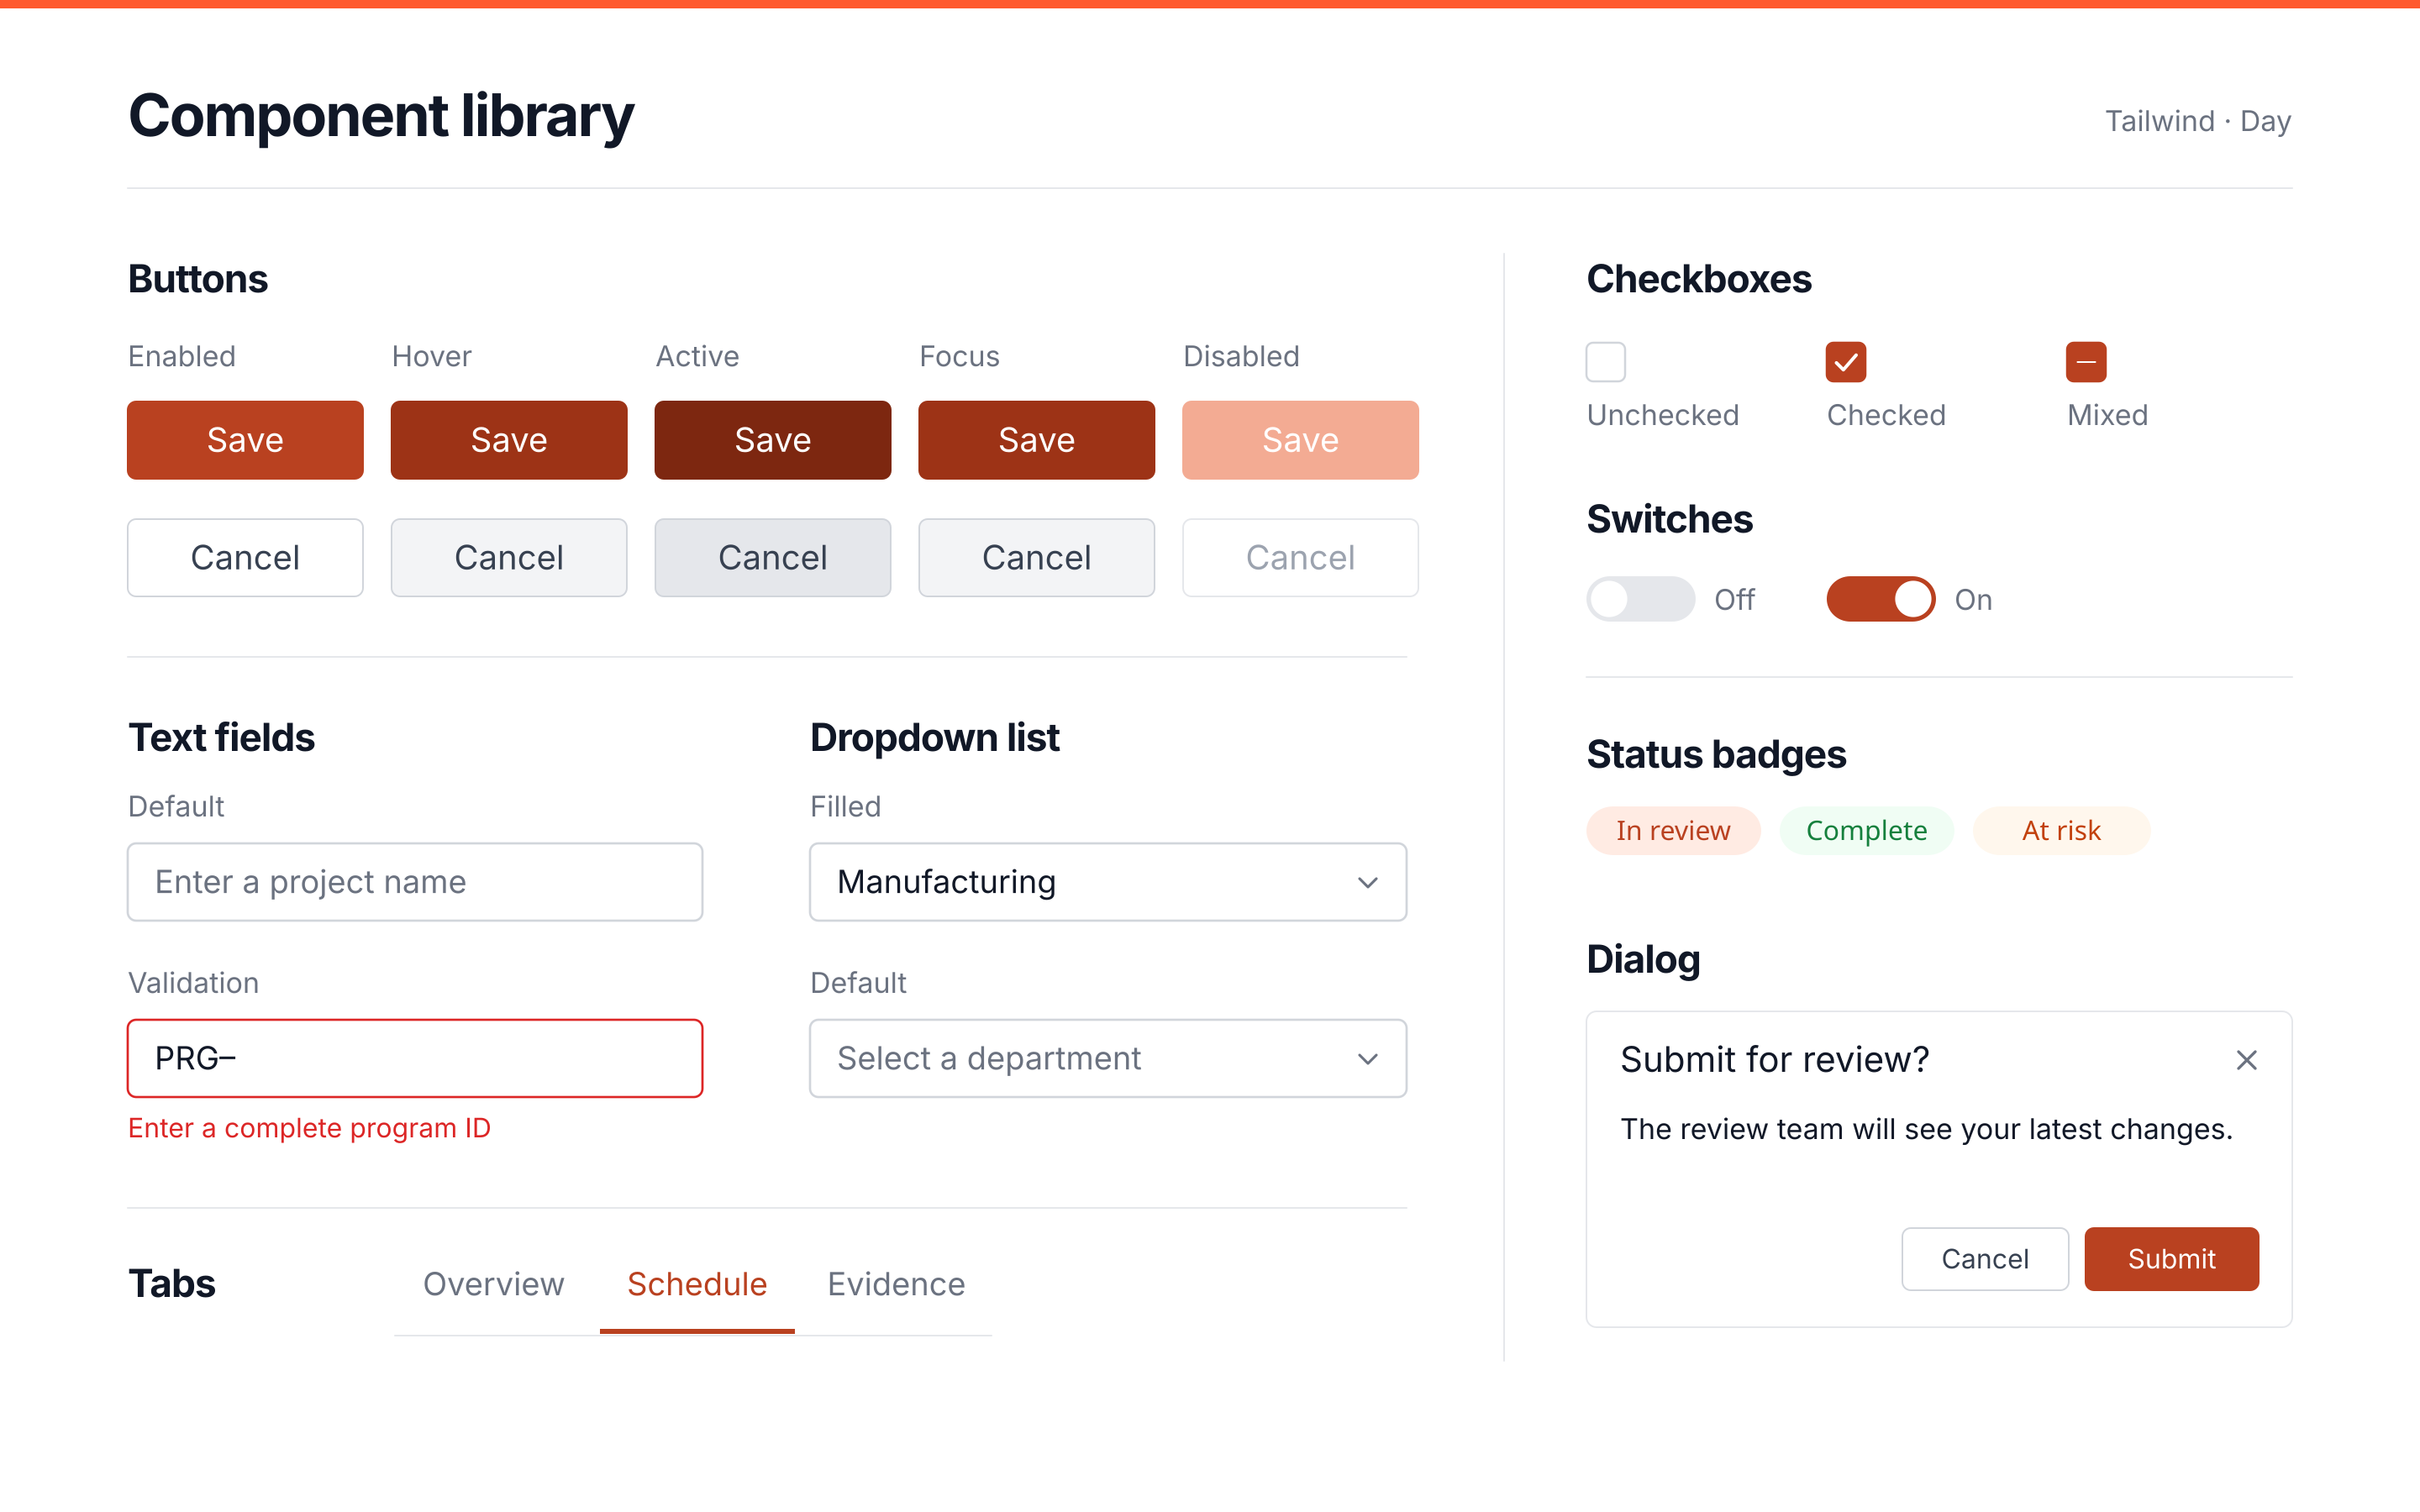 Component library
Tailwind · Day
Buttons
Enabled Hover Active Focus Disabled
Save Save Save Save Save
Cancel Cancel Cancel Cancel Cancel
Text fields
Default
Enter a project name
Validation
PRG–
Enter a complete program ID
Dropdown list
Filled
Manufacturing
Default
Select a department
Tabs Overview Schedule Evidence
Checkboxes
Unchecked Checked Mixed
Switches
Off On
Status badges
In review Complete At risk
Dialog
Submit for review?
The review team will see your latest changes.
Cancel Submit